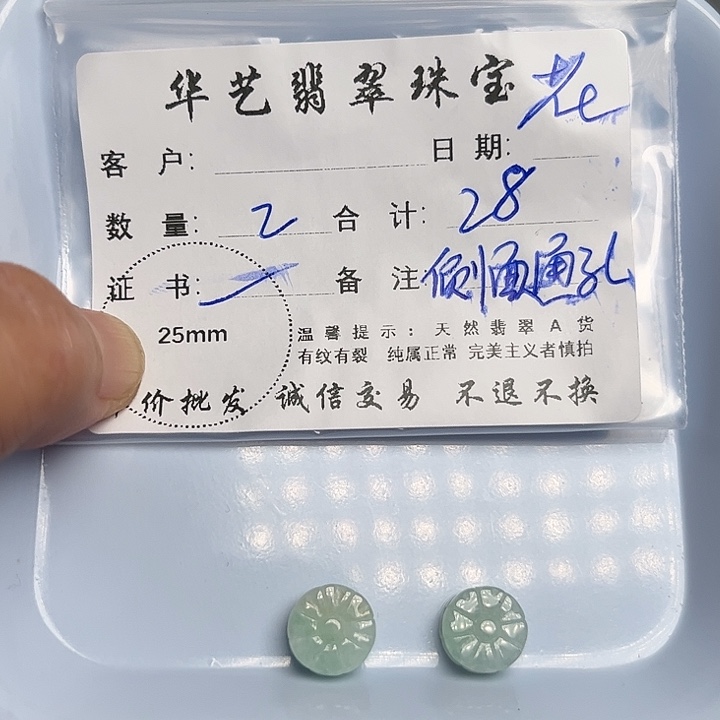 华艺翡翠珠宝 老
客户: 日期:
数量: 2 合计: 28
证书: 备注 侧面通孔
25mm
温馨提示: 天然翡翠A货
有纹有裂 纯属正常 完美主义者慎拍
价批发 诚信交易 不退不换